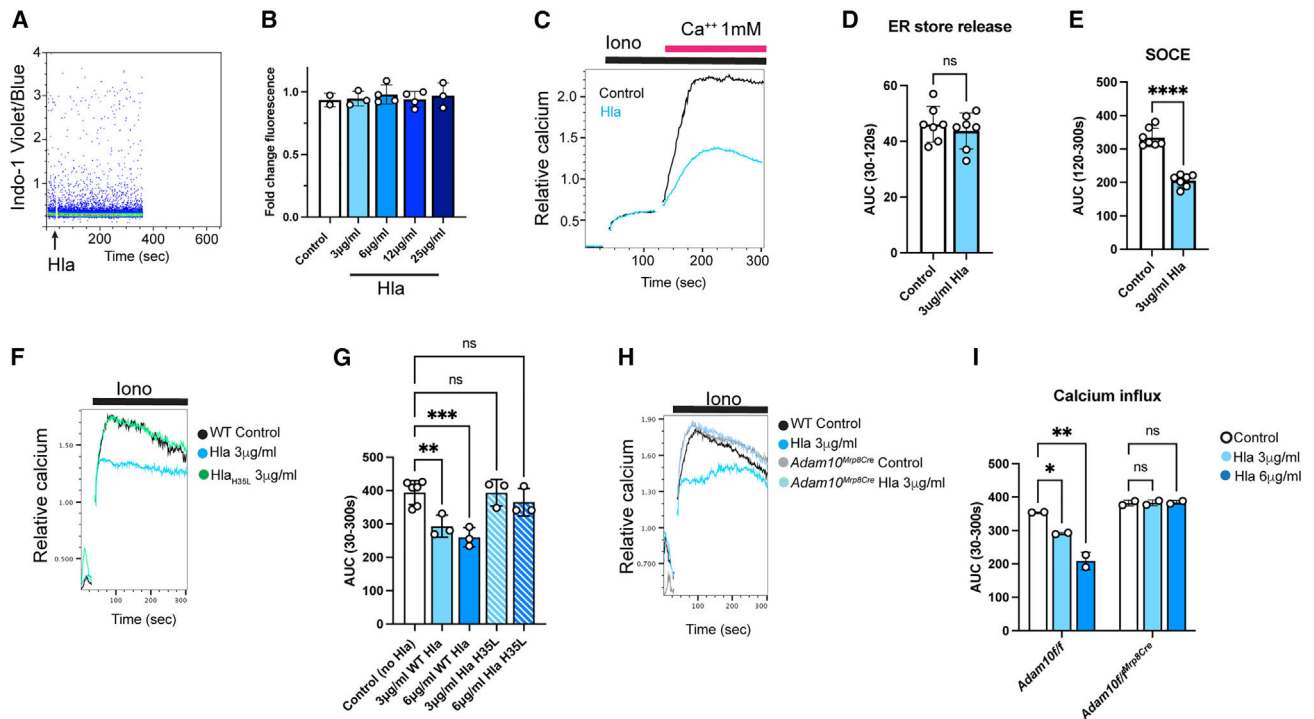 A
Indo-1 Violet/Blue
4
3
2
1
0
200
400
600
Time (sec)
Hla
B
Fold change fluorescence
1.0
0.5
0.0
Control
3µg/ml
6µg/ml
12µg/ml
25µg/ml
Hla
C
Ca++ 1mM
Iono
Control
Hla
Relative calcium
2.0
1.5
1.0
0.5
100
200
300
Time (sec)
D
ER store release
ns
AUC (30-120s)
80
60
40
20
0
Control
3ug/ml Hla
E
SOCE
****
AUC (120-300s)
500
400
300
200
100
0
Control
3ug/ml Hla
F
Iono
Relative calcium
1.50
1.00
0.500
0
100
200
300
Time (sec)
WT Control
Hla 3µg/ml
HlaH35L 3µg/ml
G
ns
ns
***
**
AUC (30-300s)
500
400
300
200
100
0
Control (no Hla)
3µg/ml WT Hla
6µg/ml WT Hla
3µg/ml Hla H35L
6µg/ml Hla H35L
H
Iono
Relative calcium
1.90
1.60
1.30
1.00
0.700
0
100
200
300
Time (sec)
WT Control
Hla 3µg/ml
Adam10Mrp8Cre Control
Adam10Mrp8Cre Hla 3µg/ml
I
Calcium influx
**
*
ns
ns
AUC (30-300s)
500
400
300
200
100
0
Adam10f/f
Adam10f/fMrp8Cre
Control
Hla 3µg/ml
Hla 6µg/ml